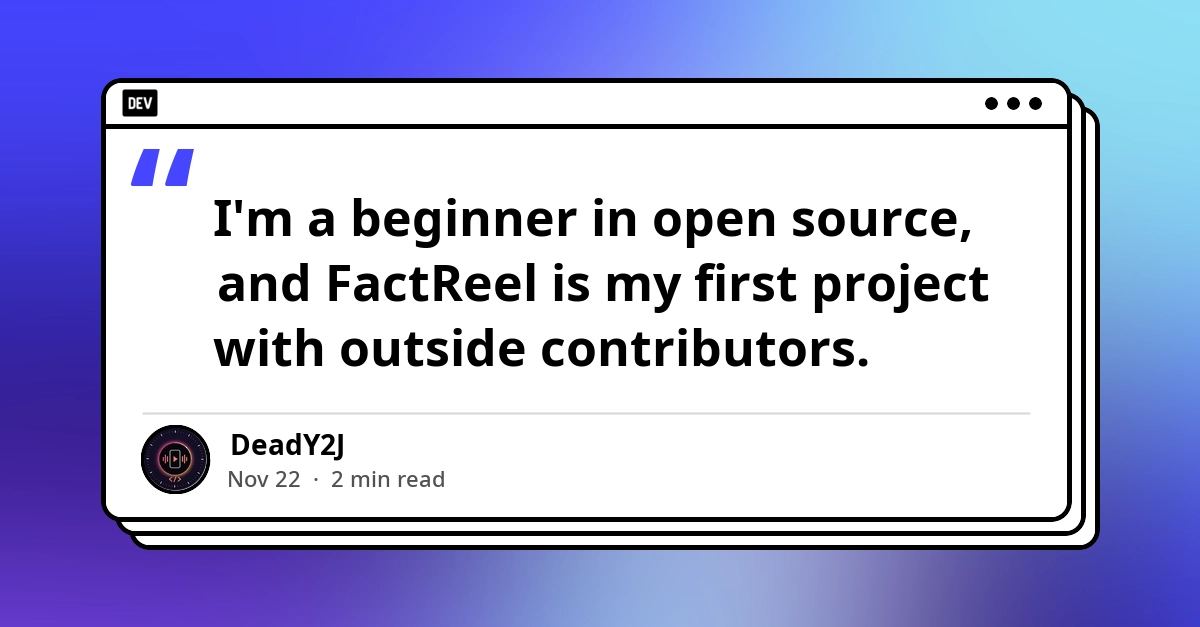 DEV
“
I'm a beginner in open source,
and FactReel is my first project
with outside contributors.
DeadY2J
Nov 22 · 2 min read